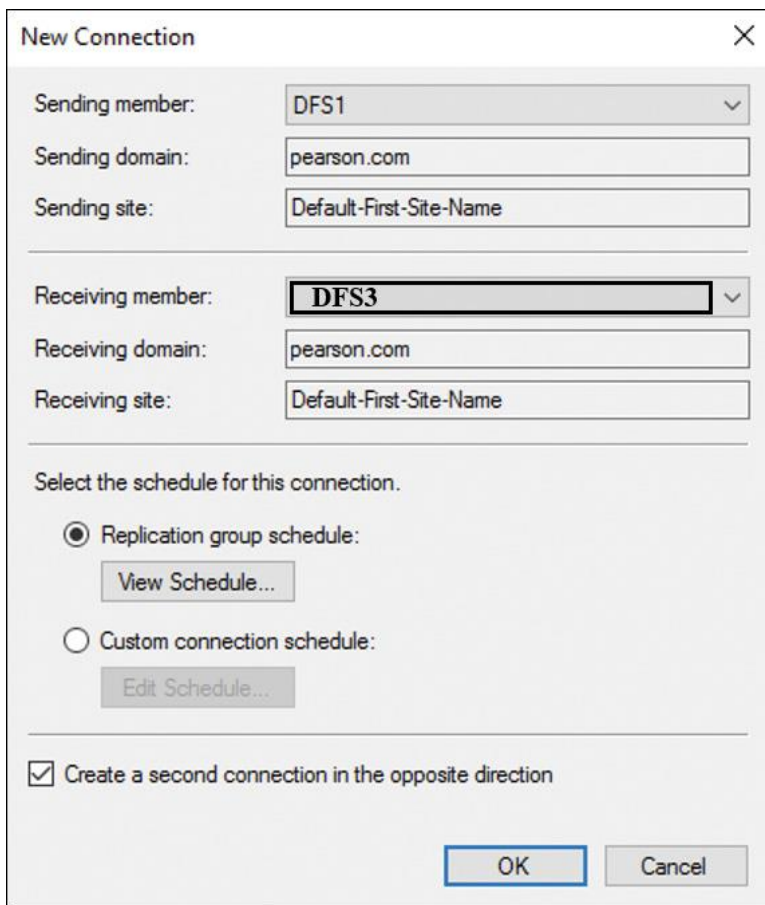 New Connection
Sending member: DFS1
Sending domain: pearson.com
Sending site: Default-First-Site-Name
Receiving member: DFS3
Receiving domain: pearson.com
Receiving site: Default-First-Site-Name
Select the schedule for this connection.
Replication group schedule:
View Schedule...
Custom connection schedule:
Edit Schedule...
Create a second connection in the opposite direction
OK Cancel